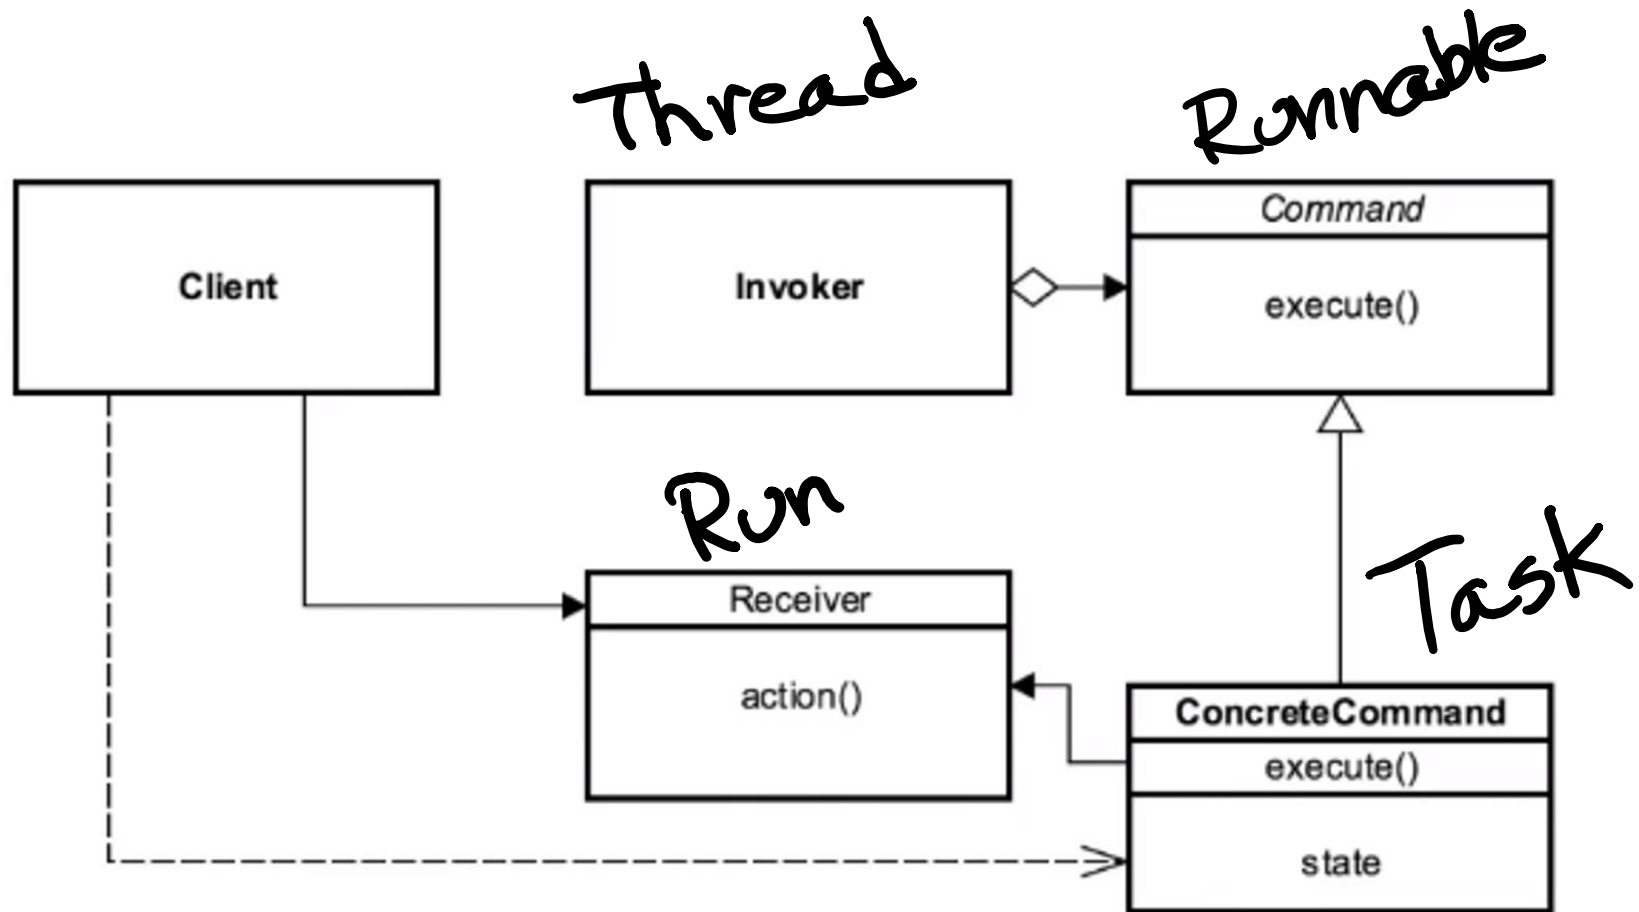 Thread
Runnable
Client
Invoker
Command
execute()
Run
Receiver
action()
Task
ConcreteCommand
execute()
state